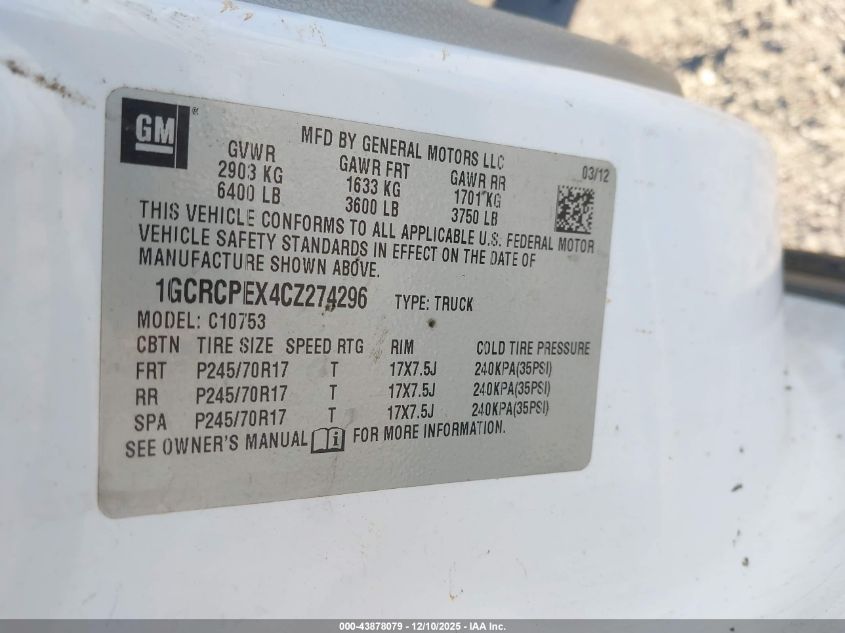 GM ®
MFD BY GENERAL MOTORS LLC
03/12
GVWR GAWR FRT GAWR RR
2903 KG 1633 KG 1701 KG
6400 LB 3600 LB 3750 LB
THIS VEHICLE CONFORMS TO ALL APPLICABLE U.S. FEDERAL MOTOR
VEHICLE SAFETY STANDARDS IN EFFECT ON THE DATE OF
MANUFACTURE SHOWN ABOVE.
1GCRCPEX4CZ274296 TYPE: TRUCK
MODEL: C10753
CBTN TIRE SIZE SPEED RTG RIM COLD TIRE PRESSURE
FRT P245/70R17 T 17X7.5J 240KPA(35PSI)
RR P245/70R17 T 17X7.5J 240KPA(35PSI)
SPA P245/70R17 T 17X7.5J 240KPA(35PSI)
SEE OWNER'S MANUAL i FOR MORE INFORMATION.
000-43878079 — 12/10/2025 — IAA Inc.